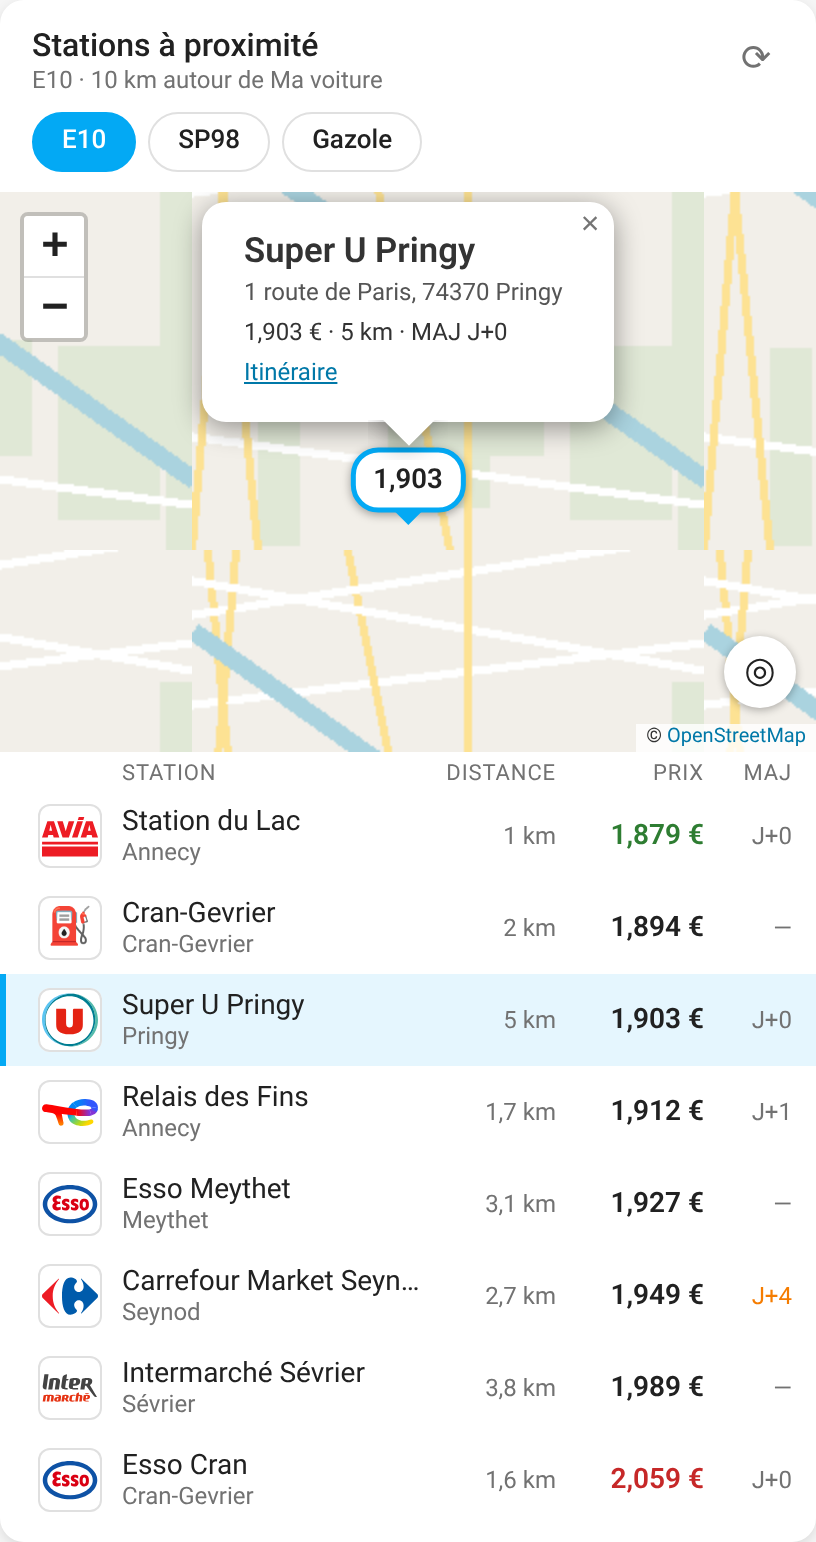 Stations à proximité
E10 · 10 km autour de Ma voiture
⟳
E10 SP98 Gazole
+
−
×
Super U Pringy
1 route de Paris, 74370 Pringy
1,903 € · 5 km · MAJ J+0
Itinéraire
1,903
© OpenStreetMap
STATION DISTANCE PRIX MAJ
AVIA
Station du Lac
Annecy
1 km 1,879 € J+0
Cran-Gevrier
Cran-Gevrier
2 km 1,894 € —
U
Super U Pringy
Pringy
5 km 1,903 € J+0
Relais des Fins
Annecy
1,7 km 1,912 € J+1
Esso
Esso Meythet
Meythet
3,1 km 1,927 € —
Carrefour Market Seyn…
Seynod
2,7 km 1,949 € J+4
Inter
marché
Intermarché Sévrier
Sévrier
3,8 km 1,989 € —
Esso
Esso Cran
Cran-Gevrier
1,6 km 2,059 € J+0